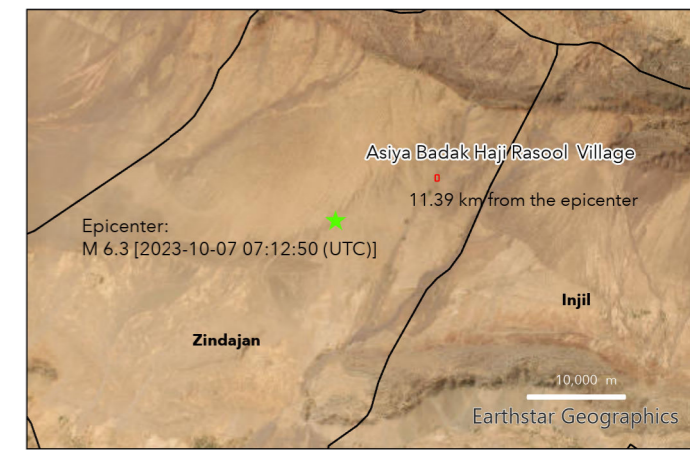 Asiya Badak Haji Rasool Village
11.39 km from the epicenter
Epicenter:
M 6.3 [2023-10-07 07:12:50 (UTC)]
Injil
Zindajan
10,000 m
Earthstar Geographics